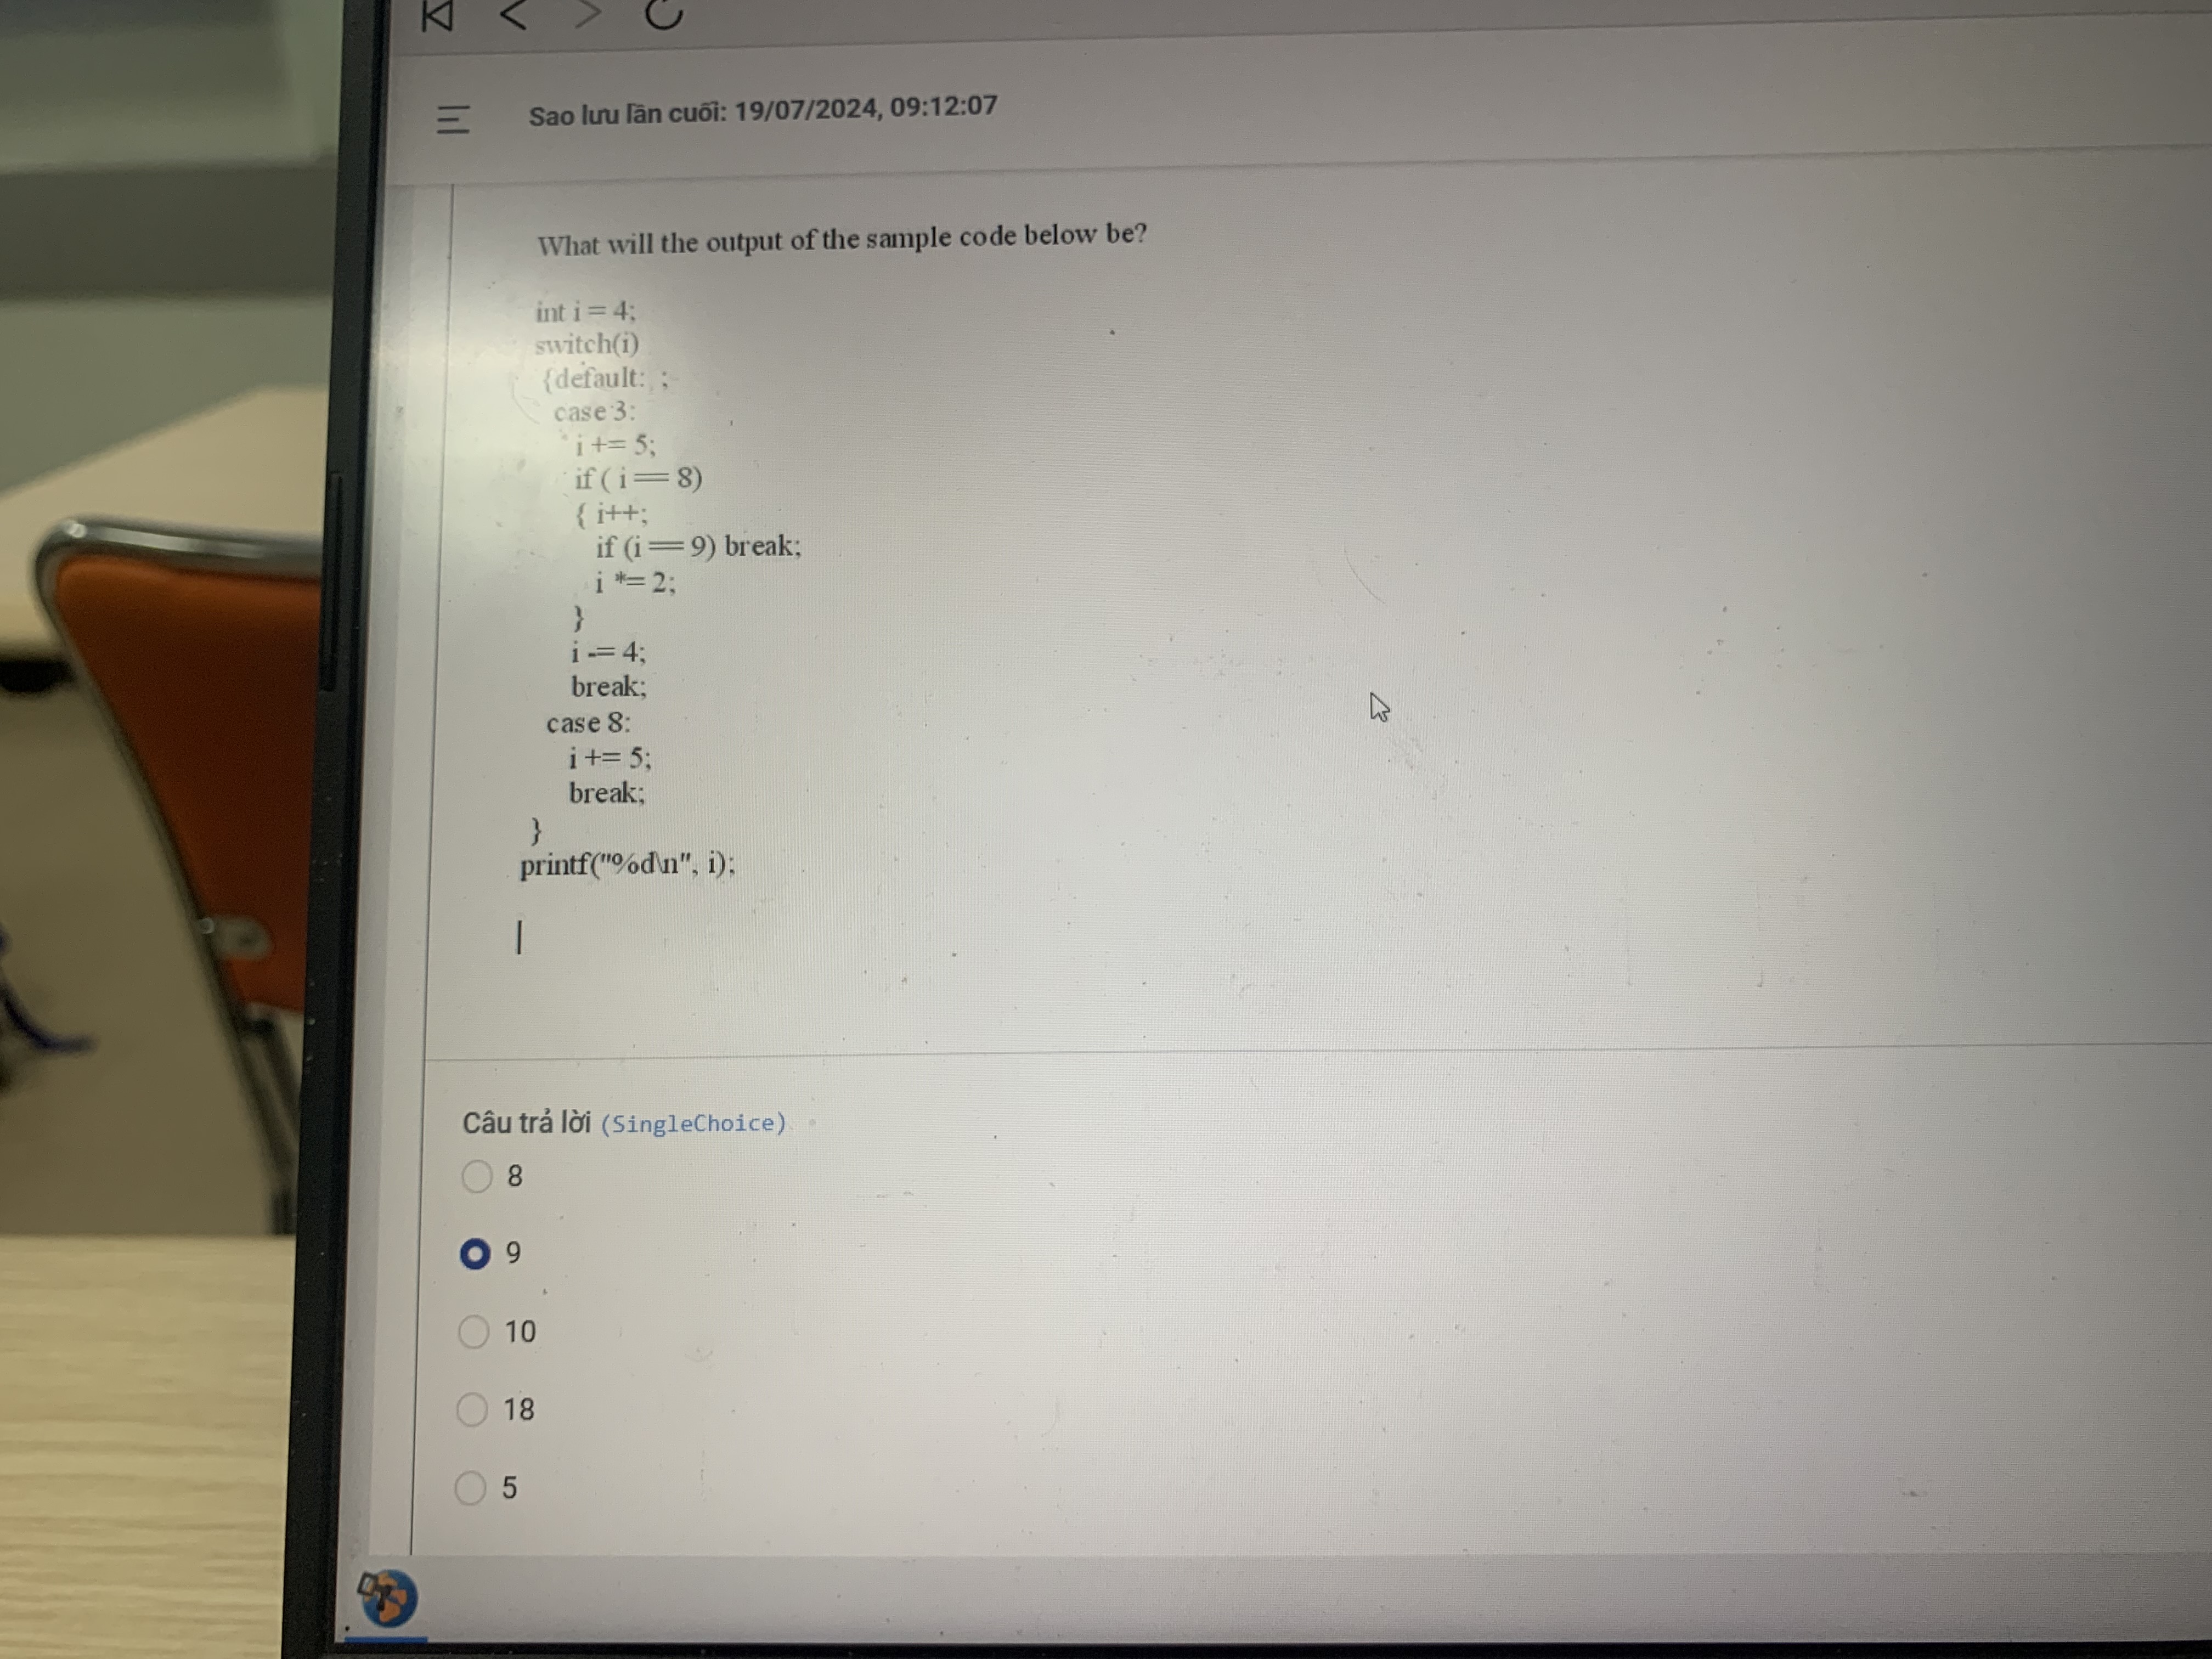 Sao lưu lần cuối: 19/07/2024, 09:12:07
What will the output of the sample code below be?
int i = 4;
switch(i)
{default: ;
case 3:
i += 5;
if ( i == 8)
{ i++;
if (i == 9) break;
i *= 2;
}
i -= 4;
break;
case 8:
i += 5;
break;
}
printf("%d\n", i);
Câu trả lời (SingleChoice)
8
9
10
18
5